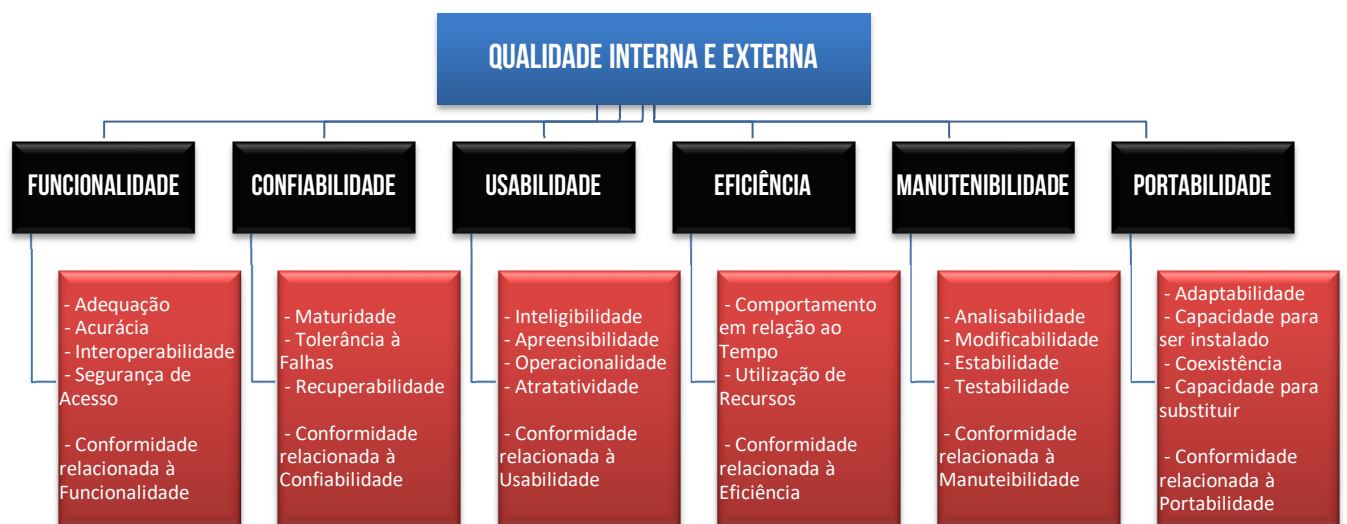 QUALIDADE INTERNA E EXTERNA
FUNCIONALIDADE
CONFIABILIDADE
USABILIDADE
EFICIÊNCIA
MANUTENIBILIDADE
PORTABILIDADE
- Adequação
- Acurácia
- Interoperabilidade
- Segurança de
Acesso
- Conformidade
relacionada à
Funcionalidade
- Maturidade
- Tolerância à
Falhas
- Recuperabilidade
- Conformidade
relacionada à
Confiabilidade
- Inteligibilidade
- Apreensibilidade
- Operacionalidade
- Atratatividade
- Conformidade
relacionada à
Usabilidade
- Comportamento
em relação ao
Tempo
- Utilização de
Recursos
- Conformidade
relacionada à
Eficiência
- Analisabilidade
- Modificabilidade
- Estabilidade
- Testabilidade
- Conformidade
relacionada à
Manuteibilidade
- Adaptabilidade
- Capacidade para
ser instalado
- Coexistência
- Capacidade para
substituir
- Conformidade
relacionada à
Portabilidade